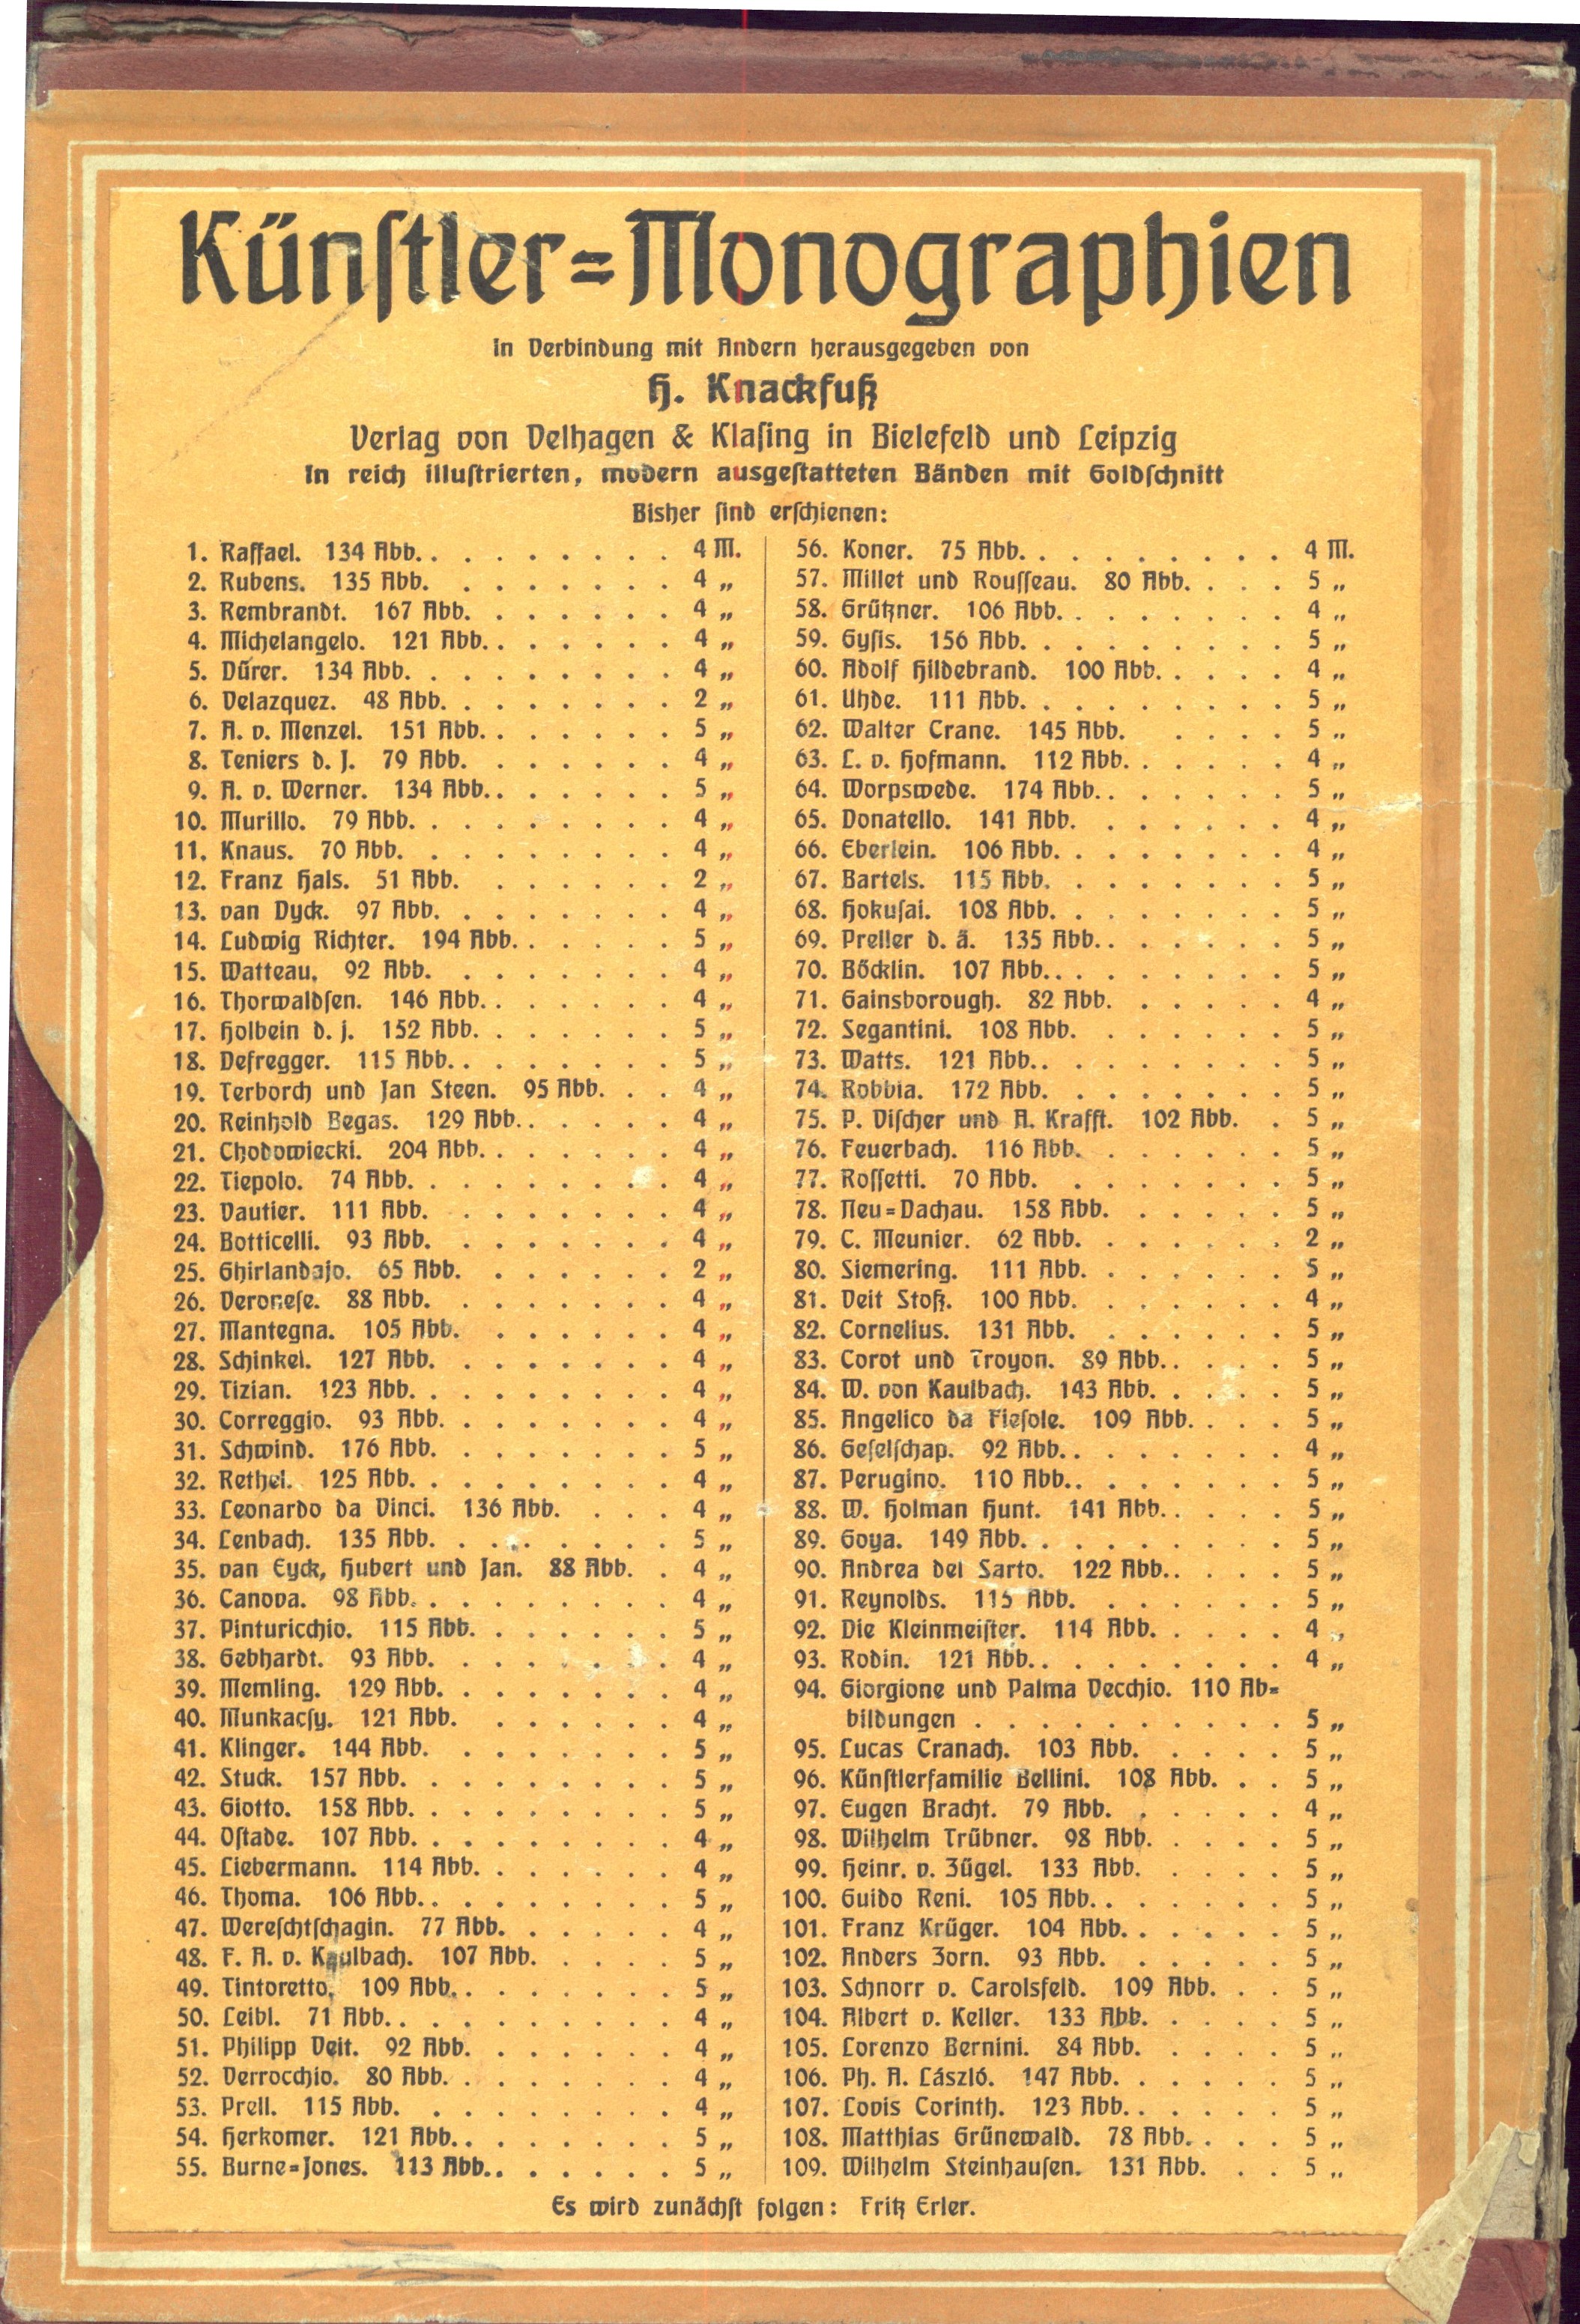 Künſtler=Monographien
In Verbindung mit Andern herausgegeben von
H. Knackfuß
Verlag von Velhagen & Klaſing in Bielefeld und Leipzig
In reich illuſtrierten, modern ausgeſtatteten Bänden mit Goldſchnitt
Bisher ſind erſchienen:
1. Raffael. 134 Abb. . . . . . . . . 4 M.
2. Rubens. 135 Abb. . . . . . . . 4 „
3. Rembrandt. 167 Abb. . . . . . . 4 „
4. Michelangelo. 121 Abb. . . . . . . 4 „
5. Dürer. 134 Abb. . . . . . . . . 4 „
6. Velazquez. 48 Abb. . . . . . . . 2 „
7. A. v. Menzel. 151 Abb. . . . . . . 5 „
8. Teniers d. J. 79 Abb. . . . . . . 4 „
9. A. v. Werner. 134 Abb. . . . . . . 5 „
10. Murillo. 79 Abb. . . . . . . . . 4 „
11. Knaus. 70 Abb. . . . . . . . . 4 „
12. Franz Hals. 51 Abb. . . . . . . 2 „
13. van Dyck. 97 Abb. . . . . . . . 4 „
14. Ludwig Richter. 194 Abb. . . . . . 5 „
15. Watteau. 92 Abb. . . . . . . . 4 „
16. Thorwaldſen. 146 Abb. . . . . . . 4 „
17. Holbein d. j. 152 Abb. . . . . . . 5 „
18. Defregger. 115 Abb. . . . . . . . 5 „
19. Terborch und Jan Steen. 95 Abb. . . 4 „
20. Reinhold Begas. 129 Abb. . . . . . 4 „
21. Chodowiecki. 204 Abb. . . . . . . 4 „
22. Tiepolo. 74 Abb. . . . . . . . . 4 „
23. Vautier. 111 Abb. . . . . . . . 4 „
24. Botticelli. 93 Abb. . . . . . . . 4 „
25. Ghirlandajo. 65 Abb. . . . . . . 2 „
26. Veroneſe. 88 Abb. . . . . . . . 4 „
27. Mantegna. 105 Abb. . . . . . . 4 „
28. Schinkel. 127 Abb. . . . . . . . 4 „
29. Tizian. 123 Abb. . . . . . . . . 4 „
30. Correggio. 93 Abb. . . . . . . . 4 „
31. Schwind. 176 Abb. . . . . . . . 5 „
32. Rethel. 125 Abb. . . . . . . . . 4 „
33. Leonardo da Vinci. 136 Abb. . . . 4 „
34. Lenbach. 135 Abb. . . . . . . . 5 „
35. van Eyck, Hubert und Jan. 88 Abb. . 4 „
36. Canova. 98 Abb. . . . . . . . . 4 „
37. Pinturicchio. 115 Abb. . . . . . . 5 „
38. Gebhardt. 93 Abb. . . . . . . . 4 „
39. Memling. 129 Abb. . . . . . . . 4 „
40. Munkacſy. 121 Abb. . . . . . . 4 „
41. Klinger. 144 Abb. . . . . . . . 5 „
42. Stuck. 157 Abb. . . . . . . . . 5 „
43. Giotto. 158 Abb. . . . . . . . . 5 „
44. Oſtade. 107 Abb. . . . . . . . . 4 „
45. Liebermann. 114 Abb. . . . . . . 4 „
46. Thoma. 106 Abb. . . . . . . . . 5 „
47. Wereſchtſchagin. 77 Abb. . . . . . 4 „
48. F. A. v. Kaulbach. 107 Abb. . . . . 5 „
49. Tintoretto. 109 Abb. . . . . . . . 5 „
50. Leibl. 71 Abb. . . . . . . . . . 4 „
51. Philipp Veit. 92 Abb. . . . . . . 4 „
52. Verrocchio. 80 Abb. . . . . . . . 4 „
53. Prell. 115 Abb. . . . . . . . . 4 „
54. Herkomer. 121 Abb. . . . . . . . 5 „
55. Burne=Jones. 113 Abb. . . . . . . 5 „
56. Koner. 75 Abb. . . . . . . . . 4 M.
57. Millet und Rouſſeau. 80 Abb. . . . 5 „
58. Grützner. 106 Abb. . . . . . . . 4 „
59. Gyſis. 156 Abb. . . . . . . . . 5 „
60. Adolf Hildebrand. 100 Abb. . . . . 4 „
61. Uhde. 111 Abb. . . . . . . . . 5 „
62. Walter Crane. 145 Abb. . . . . 5 „
63. L. v. Hofmann. 112 Abb. . . . . . 4 „
64. Worpswede. 174 Abb. . . . . . . 5 „
65. Donatello. 141 Abb. . . . . . . 4 „
66. Eberlein. 106 Abb. . . . . . . . 4 „
67. Bartels. 115 Abb. . . . . . . . 5 „
68. Hokuſai. 108 Abb. . . . . . . . 5 „
69. Preller d. ä. 135 Abb. . . . . . . 5 „
70. Böcklin. 107 Abb. . . . . . . . . 5 „
71. Gainsborough. 82 Abb. . . . . . 4 „
72. Segantini. 108 Abb. . . . . . . 5 „
73. Watts. 121 Abb. . . . . . . . . 5 „
74. Robbia. 172 Abb. . . . . . . . 5 „
75. P. Viſcher und A. Krafft. 102 Abb. . 5 „
76. Feuerbach. 116 Abb. . . . . . . 5 „
77. Roſſetti. 70 Abb. . . . . . . . 5 „
78. Neu=Dachau. 158 Abb. . . . . . 5 „
79. C. Meunier. 62 Abb. . . . . . . 2 „
80. Siemering. 111 Abb. . . . . . . 5 „
81. Veit Stoß. 100 Abb. . . . . . . 4 „
82. Cornelius. 131 Abb. . . . . . . 5 „
83. Corot und Troyon. 89 Abb. . . . . 5 „
84. W. von Kaulbach. 143 Abb. . . . . 5 „
85. Angelico da Fieſole. 109 Abb. . . . 5 „
86. Geſelſchap. 92 Abb. . . . . . . . 4 „
87. Perugino. 110 Abb. . . . . . . . 5 „
88. W. Holman Hunt. 141 Abb. . . . . 5 „
89. Goya. 149 Abb. . . . . . . . . 5 „
90. Andrea del Sarto. 122 Abb. . . . . 5 „
91. Reynolds. 115 Abb. . . . . . . 5 „
92. Die Kleinmeiſter. 114 Abb. . . . . 4 „
93. Rodin. 121 Abb. . . . . . . . . 4 „
94. Giorgione und Palma Vecchio. 110 Ab=
bildungen . . . . . . . . . . . 5 „
95. Lucas Cranach. 103 Abb. . . . . 5 „
96. Künſtlerfamilie Bellini. 108 Abb. . . 5 „
97. Eugen Bracht. 79 Abb. . . . . . 4 „
98. Wilhelm Trübner. 98 Abb. . . . . 5 „
99. Heinr. v. Zügel. 133 Abb. . . . . 5 „
100. Guido Reni. 105 Abb. . . . . . . 5 „
101. Franz Krüger. 104 Abb. . . . . . 5 „
102. Anders Zorn. 93 Abb. . . . . . 5 „
103. Schnorr v. Carolsfeld. 109 Abb. . . 5 „
104. Albert v. Keller. 133 Abb. . . . . 5 „
105. Lorenzo Bernini. 84 Abb. . . . . 5 „
106. Ph. A. László. 147 Abb. . . . . . 5 „
107. Lovis Corinth. 123 Abb. . . . . . 5 „
108. Matthias Grünewald. 78 Abb. . . . 5 „
109. Wilhelm Steinhauſen. 131 Abb. . . 5 „
Es wird zunächſt folgen: Fritz Erler.